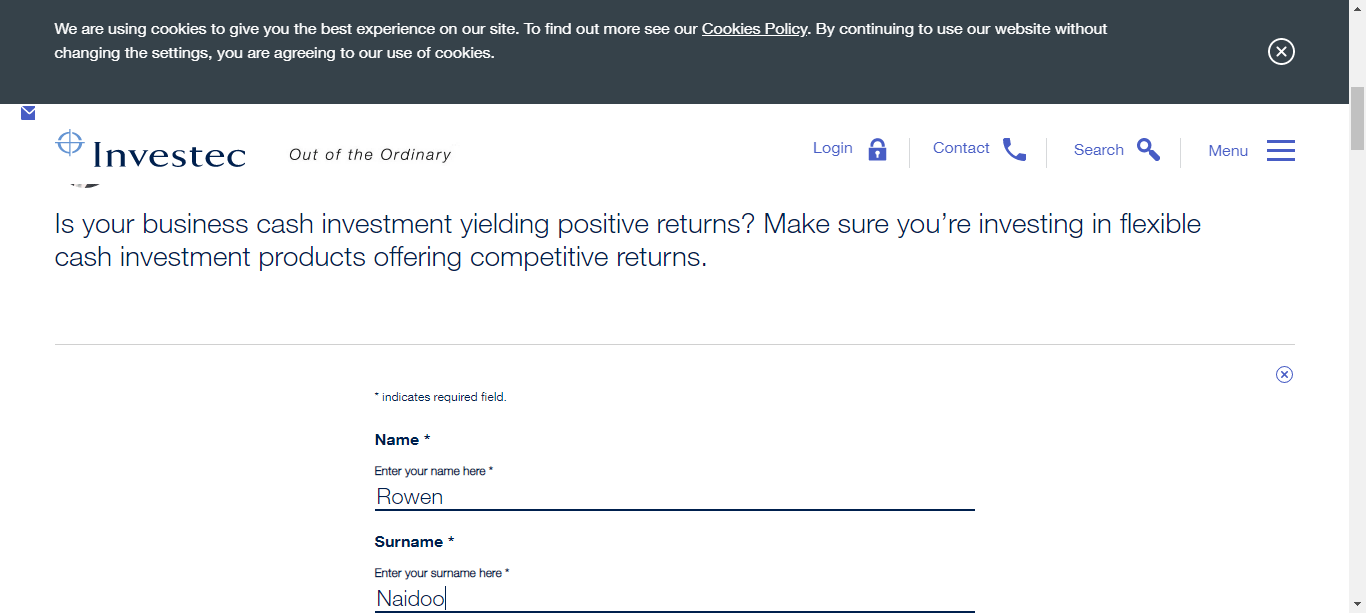 We are using cookies to give you the best experience on our site. To find out more see our Cookies Policy. By continuing to use our website without
changing the settings, you are agreeing to our use of cookies.
Investec
Out of the Ordinary
Login
Contact
Search
Menu
Is your business cash investment yielding positive returns? Make sure you’re investing in flexible
cash investment products offering competitive returns.
* indicates required field.
Name *
Enter your name here *
Rowen
Surname *
Enter your surname here *
Naidoo